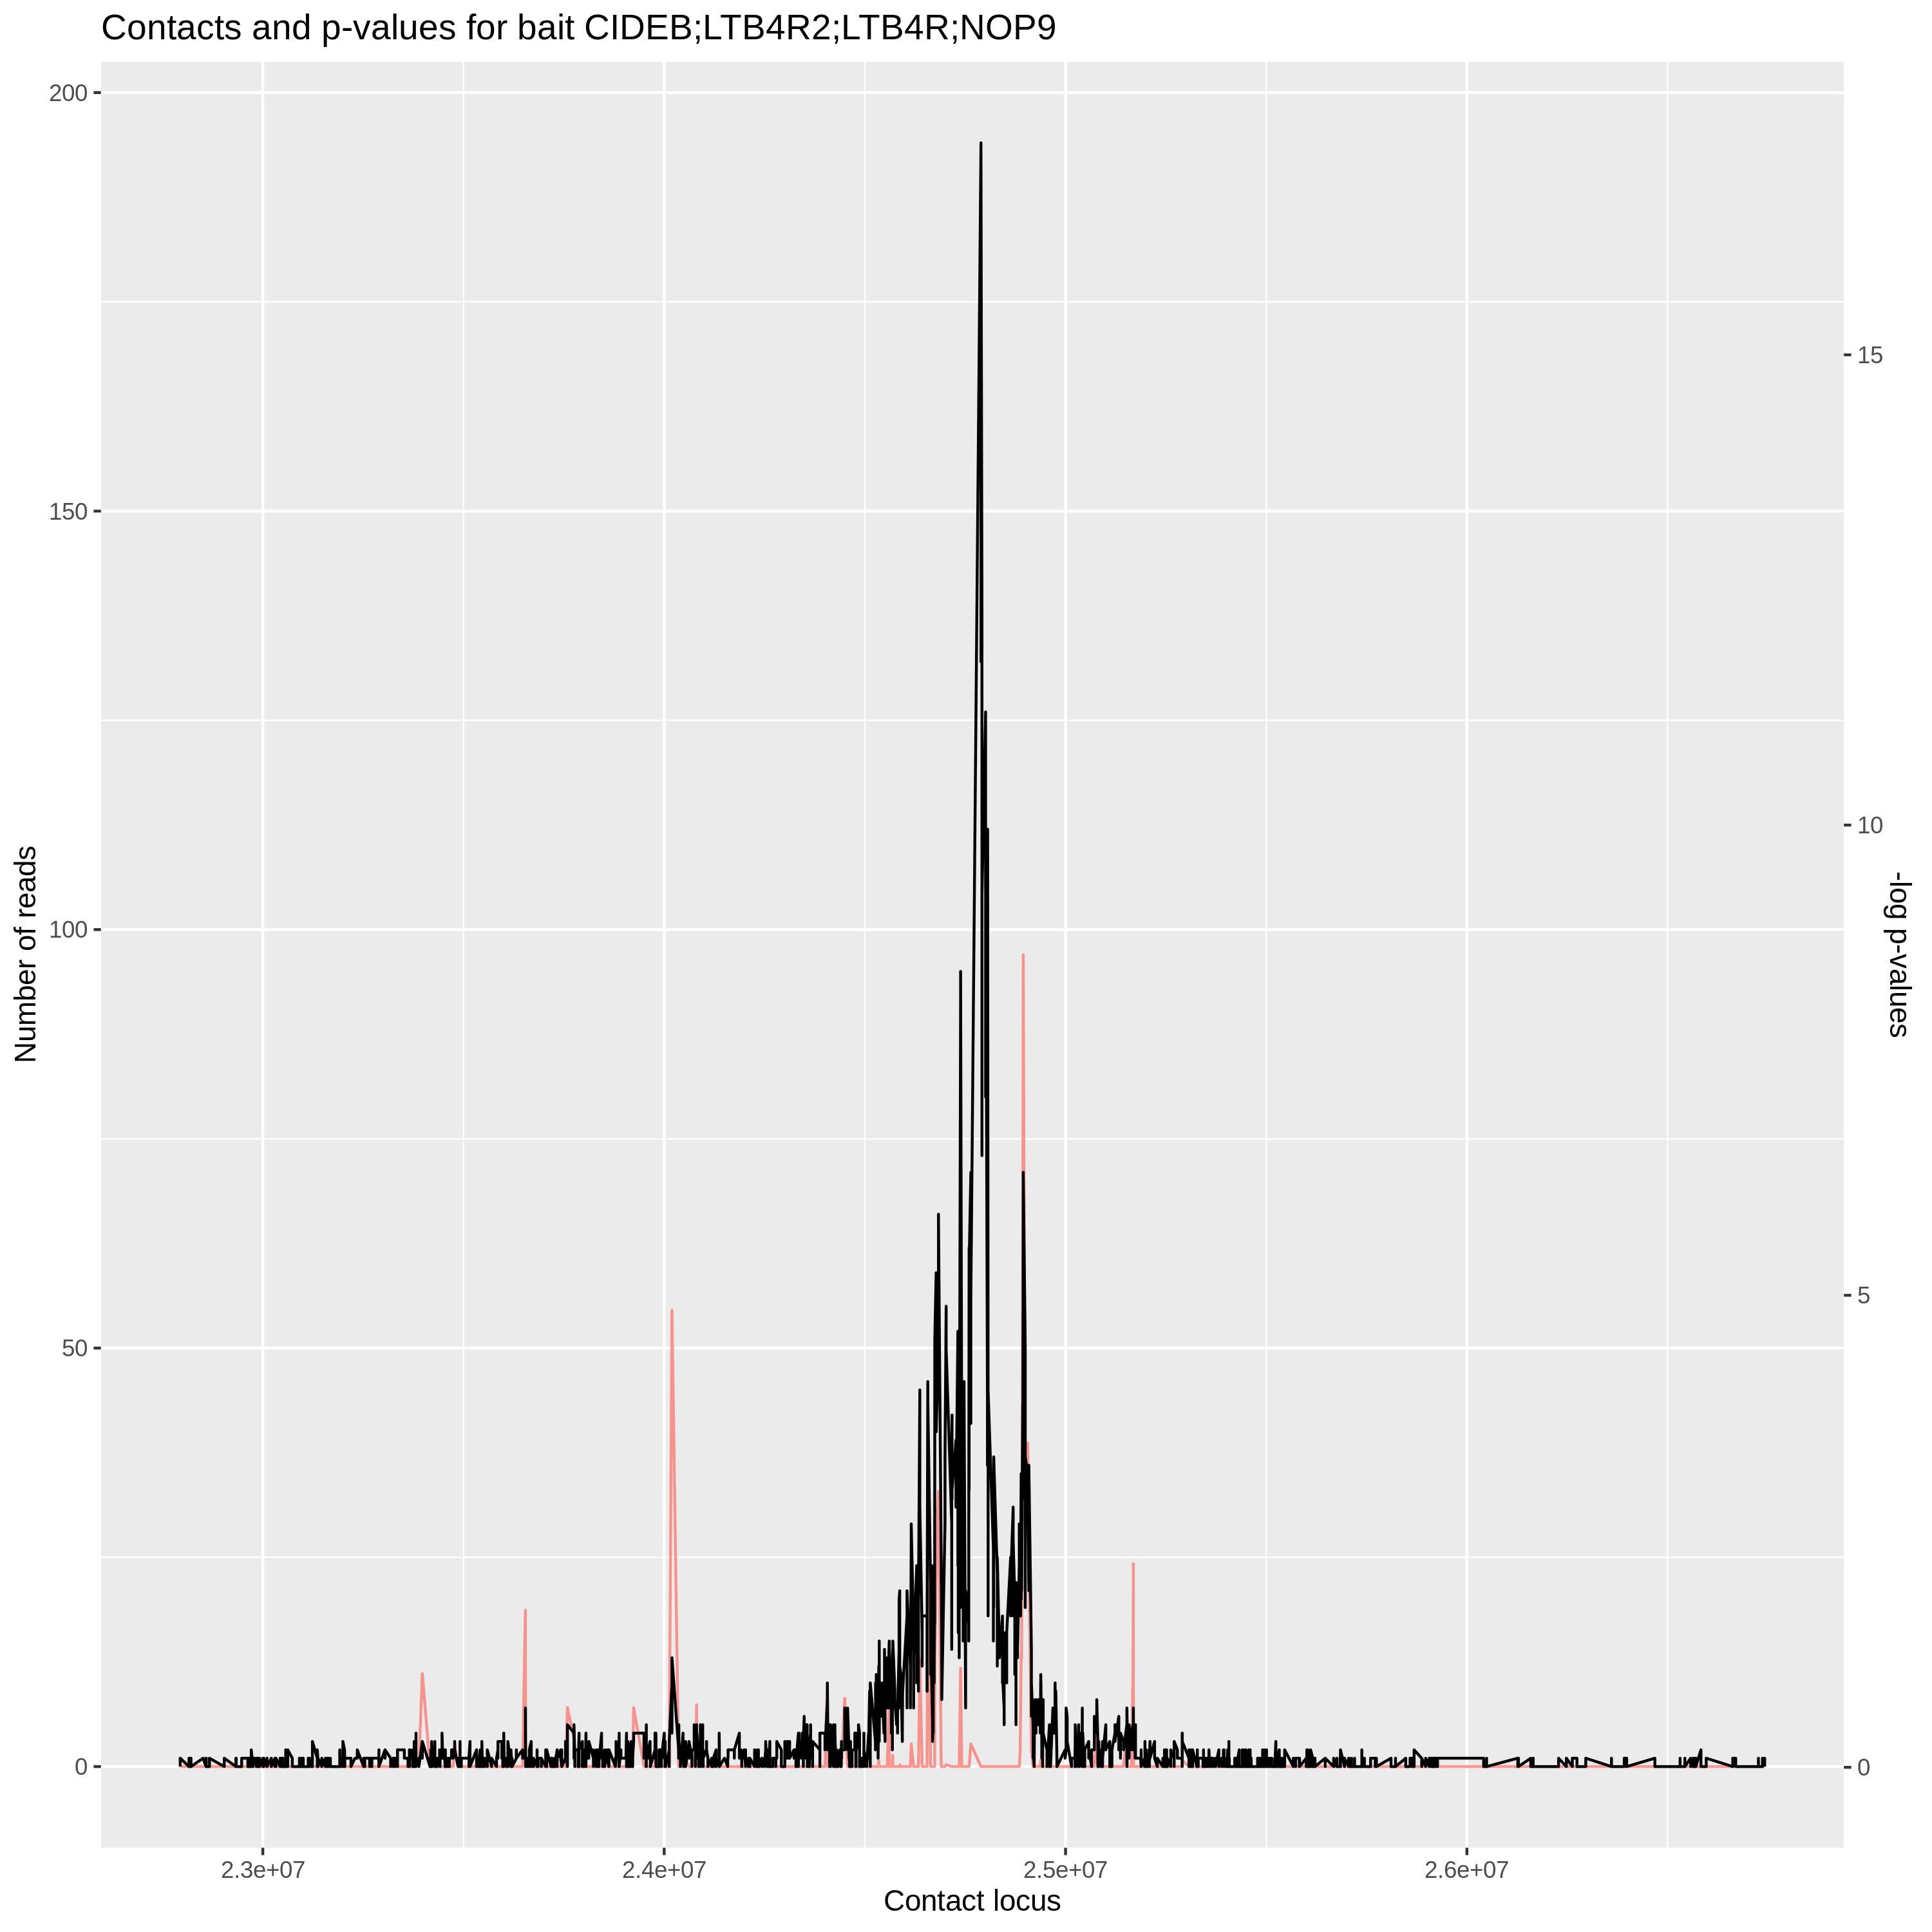 Contacts and p-values for bait CIDEB;LTB4R2;LTB4R;NOP9
200
150
100
50
0
Number of reads
15
10
5
0
-log p-values
2.3e+07
2.4e+07
2.5e+07
2.6e+07
Contact locus